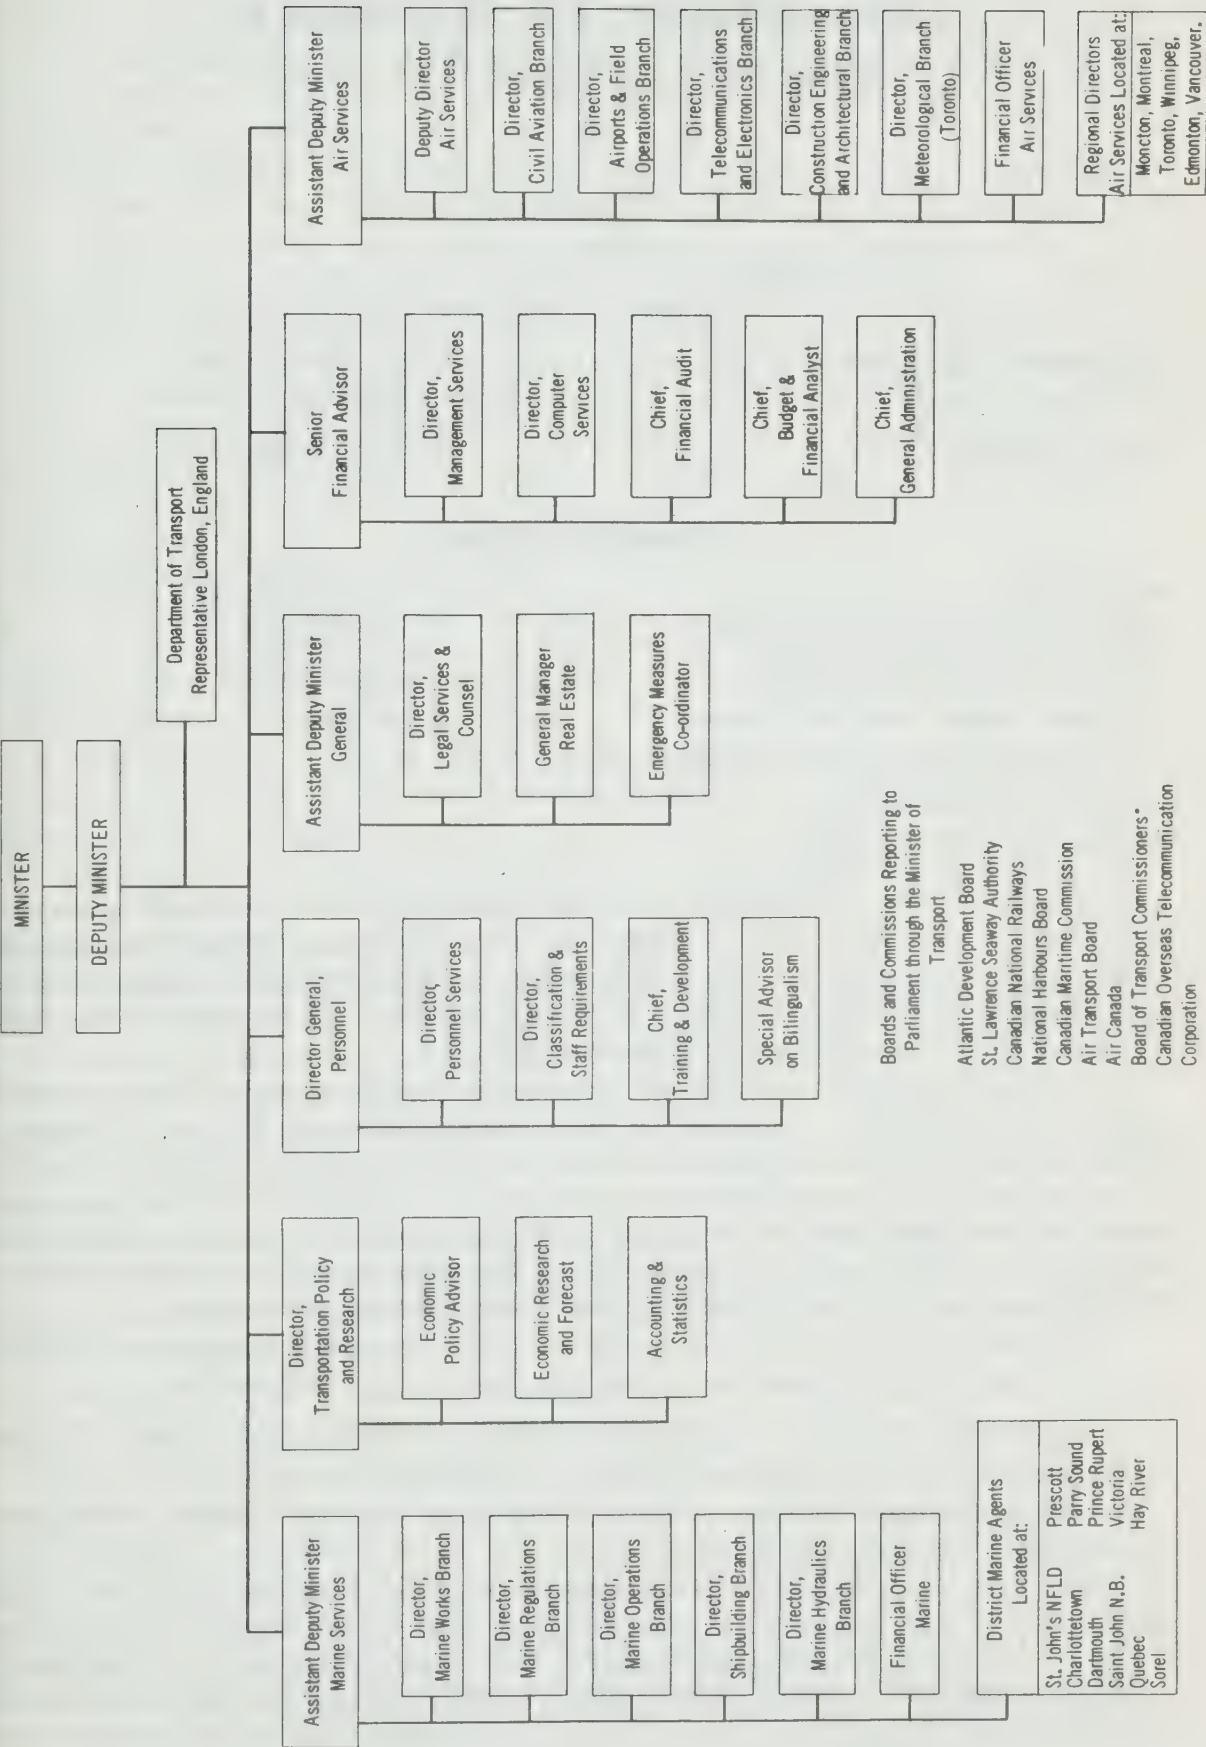 MINISTER
DEPUTY MINISTER
Department of Transport
Representative London, England
Assistant Deputy Minister
Marine Services
Director,
Marine Works Branch
Director,
Marine Regulations
Branch
Director,
Marine Operations
Branch
Director,
Shipbuilding Branch
Director,
Marine Hydraulics
Branch
Financial Officer
Marine
District Marine Agents
Located at:
St. John's NFLD Prescott
Charlottetown Parry Sound
Dartmouth Prince Rupert
Saint John N.B. Victoria
Quebec Hay River
Sorel
Director,
Transportation Policy
and Research
Economic
Policy Advisor
Economic Research
and Forecast
Accounting &
Statistics
Director General,
Personnel
Director,
Personnel Services
Director,
Classification &
Staff Requirements
Chief,
Training & Development
Special Advisor
on Bilingualism
Assistant Deputy Minister
General
Director,
Legal Services &
Counsel
General Manager
Real Estate
Emergency Measures
Co-ordinator
Senior
Financial Advisor
Director,
Management Services
Director,
Computer
Services
Chief,
Financial Audit
Chief,
Budget &
Financial Analyst
Chief,
General Administration
Assistant Deputy Minister
Air Services
Deputy Director
Air Services
Director,
Civil Aviation Branch
Director,
Airports & Field
Operations Branch
Director,
Telecommunications
and Electronics Branch
Director,
Construction Engineering
and Architectural Branch
Director,
Meteorological Branch
(Toronto)
Financial Officer
Air Services
Regional Directors
Air Services Located at:
Moncton, Montreal,
Toronto, Winnipeg,
Edmonton, Vancouver.
Boards and Commissions Reporting to
Parliament through the Minister of
Transport
Atlantic Development Board
St. Lawrence Seaway Authority
Canadian National Railways
National Harbours Board
Canadian Maritime Commission
Air Transport Board
Air Canada
Board of Transport Commissioners*
Canadian Overseas Telecommunication
Corporation